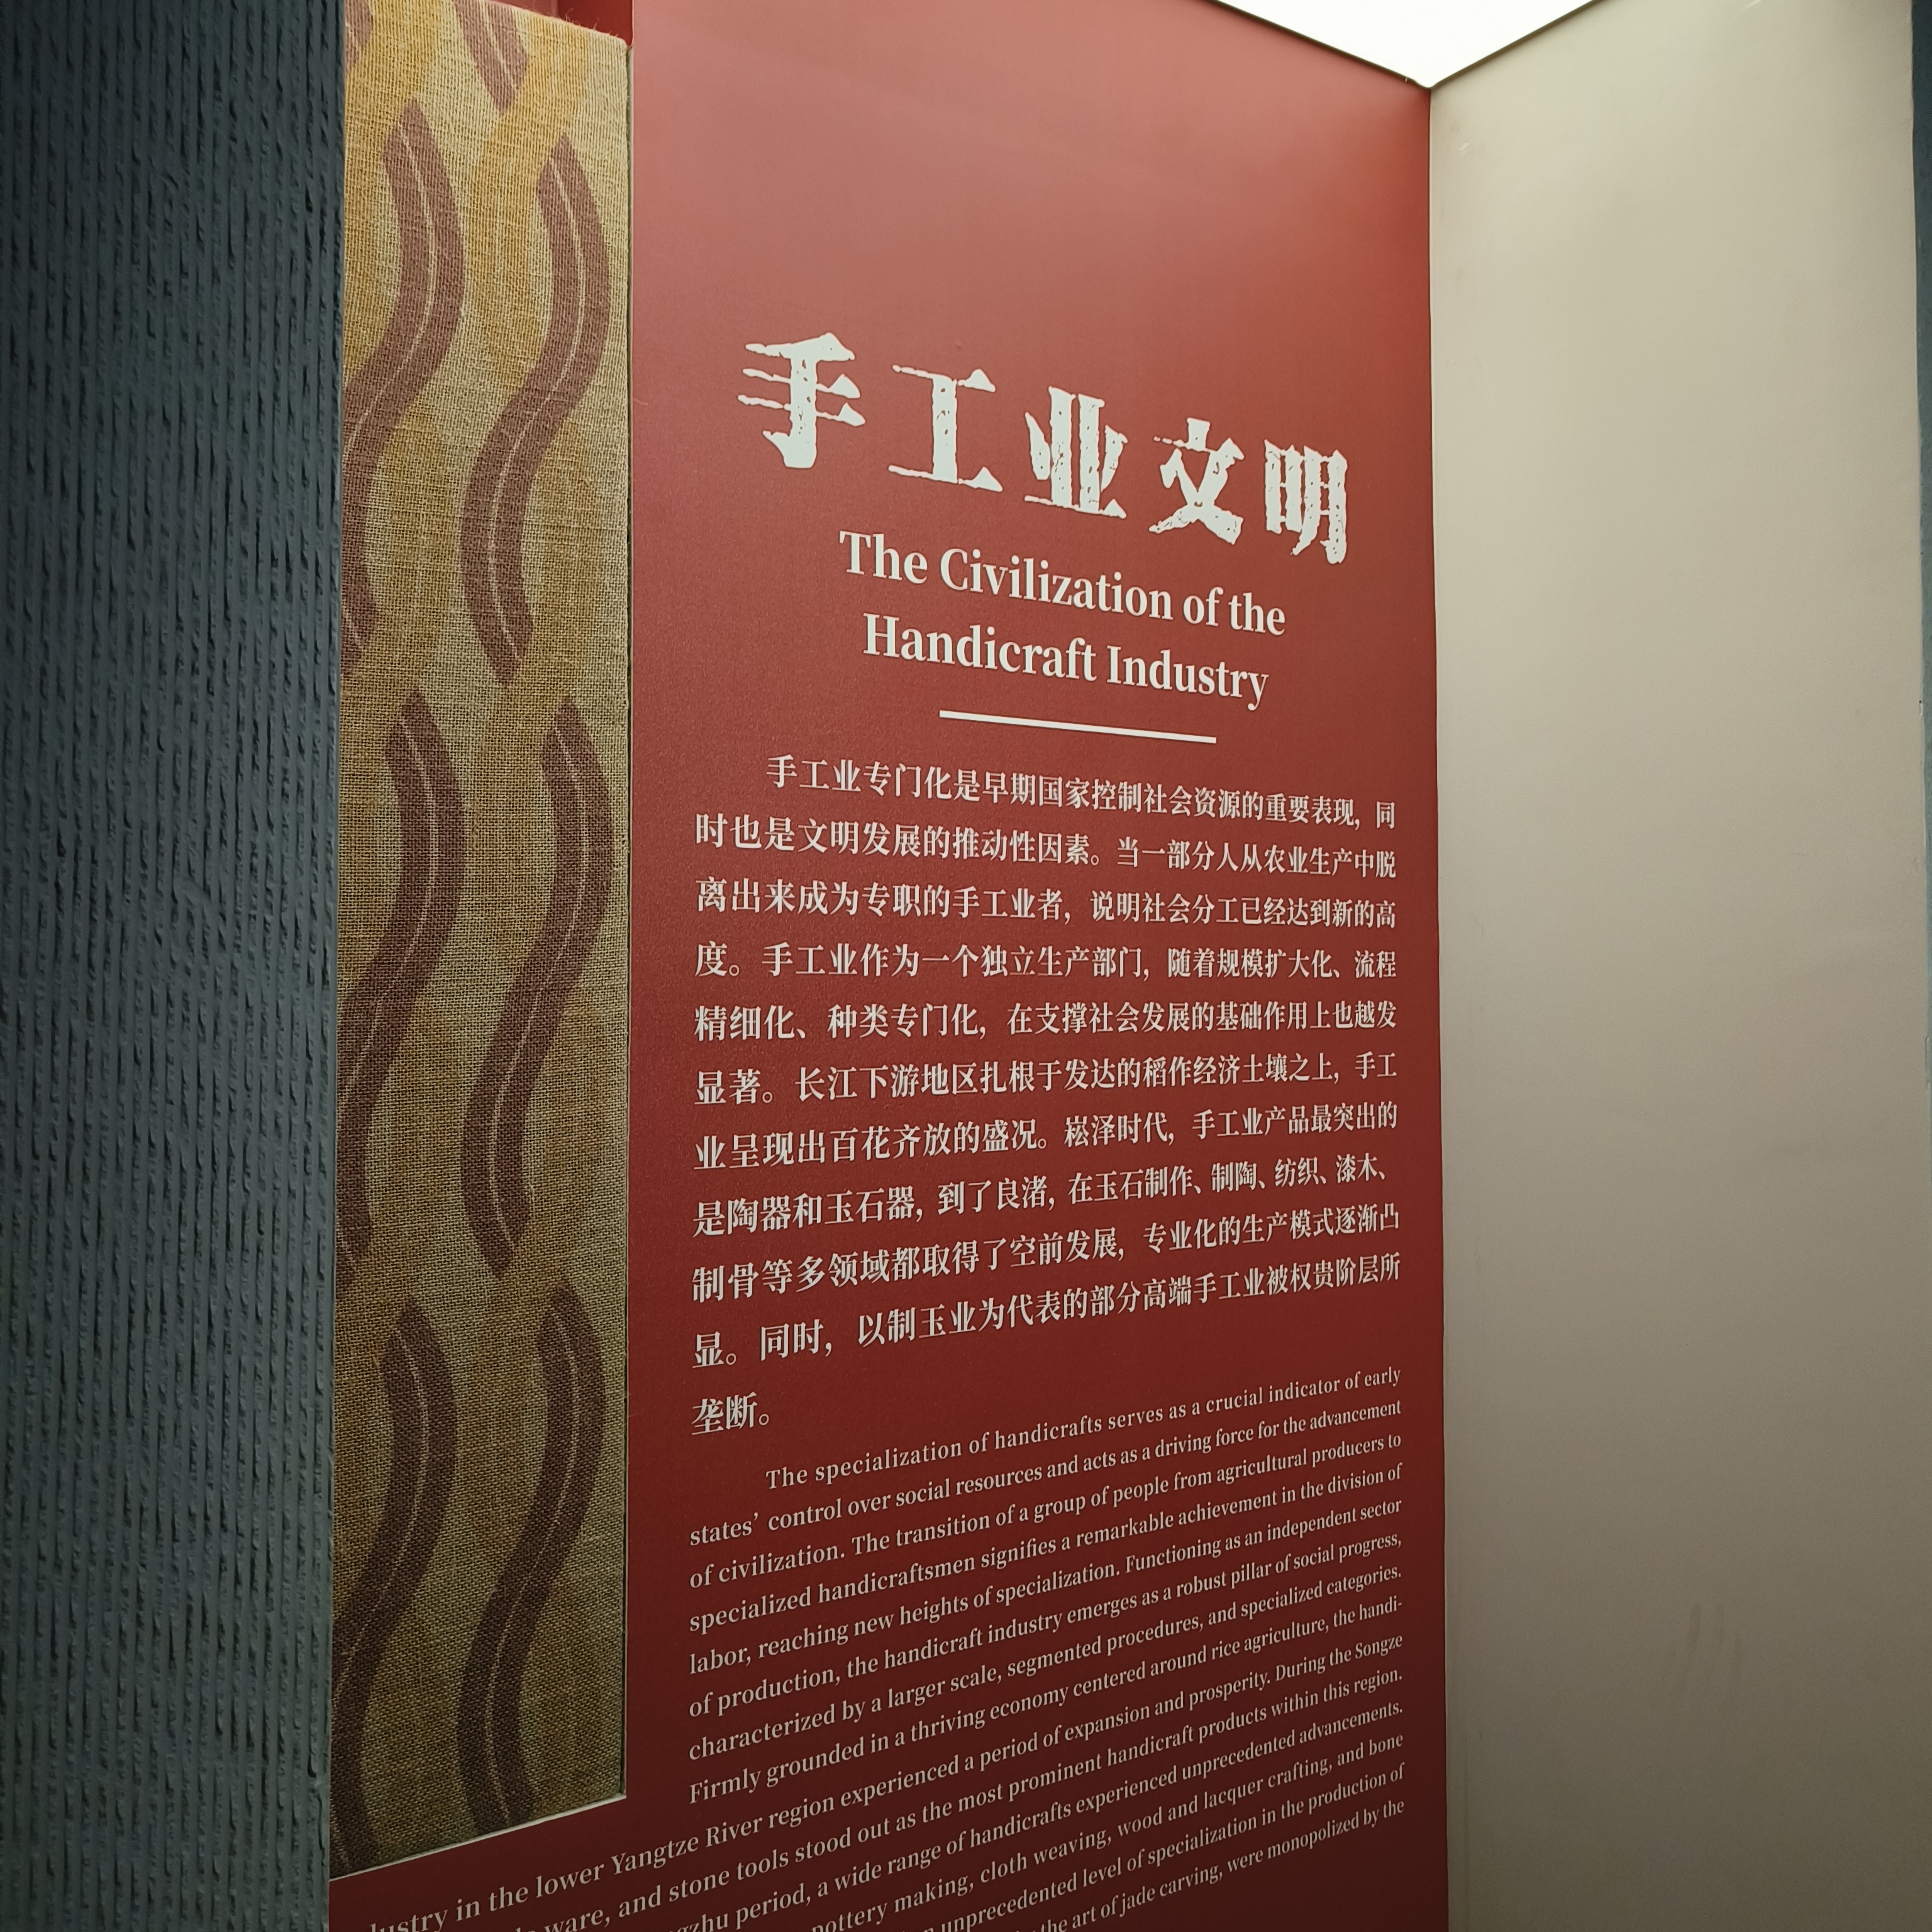 手工业文明
The Civilization of the
Handicraft Industry
手工业专门化是早期国家控制社会资源的重要表现，同
时也是文明发展的推动性因素。当一部分人从农业生产中脱
离出来成为专职的手工业者，说明社会分工已经达到新的高
度。手工业作为一个独立生产部门，随着规模扩大化、流程
精细化、种类专门化，在支撑社会发展的基础作用上也越发
显著。长江下游地区扎根于发达的稻作经济土壤之上，手工
业呈现出百花齐放的盛况。崧泽时代，手工业产品最突出的
是陶器和玉石器，到了良渚，在玉石制作、制陶、纺织、漆木、
制骨等多领域都取得了空前发展，专业化的生产模式逐渐凸
显。同时，以制玉业为代表的部分高端手工业被权贵阶层所
垄断。
The specialization of handicrafts serves as a crucial indicator of early
states' control over social resources and acts as a driving force for the advancement
of civilization. The transition of a group of people from agricultural producers to
specialized handicraftsmen signifies a remarkable achievement in the division of
labor, reaching new heights of specialization. Functioning as an independent sector
of production, the handicraft industry emerges as a robust pillar of social progress,
characterized by a larger scale, segmented procedures, and specialized categories.
Firmly grounded in a thriving economy centered around rice agriculture, the handi-
in the lower Yangtze River region experienced a period of expansion and prosperity. During the Songze
ware, and stone tools stood out as the most prominent handicraft products within this region.
period, a wide range of handicrafts experienced unprecedented advancements.
pottery making, cloth weaving, wood and lacquer crafting, and bone
unprecedented level of specialization in the production of
the art of jade carving, were monopolized by the